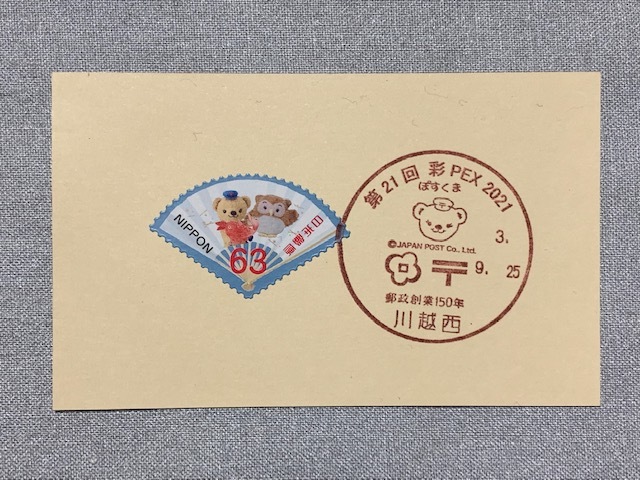 NIPPON
63
日本郵便
第21回 彩PEX 2021
ぽすくま
©JAPAN POST Co., Ltd.
3.
〒 9. 25
郵政創業150年
川越西